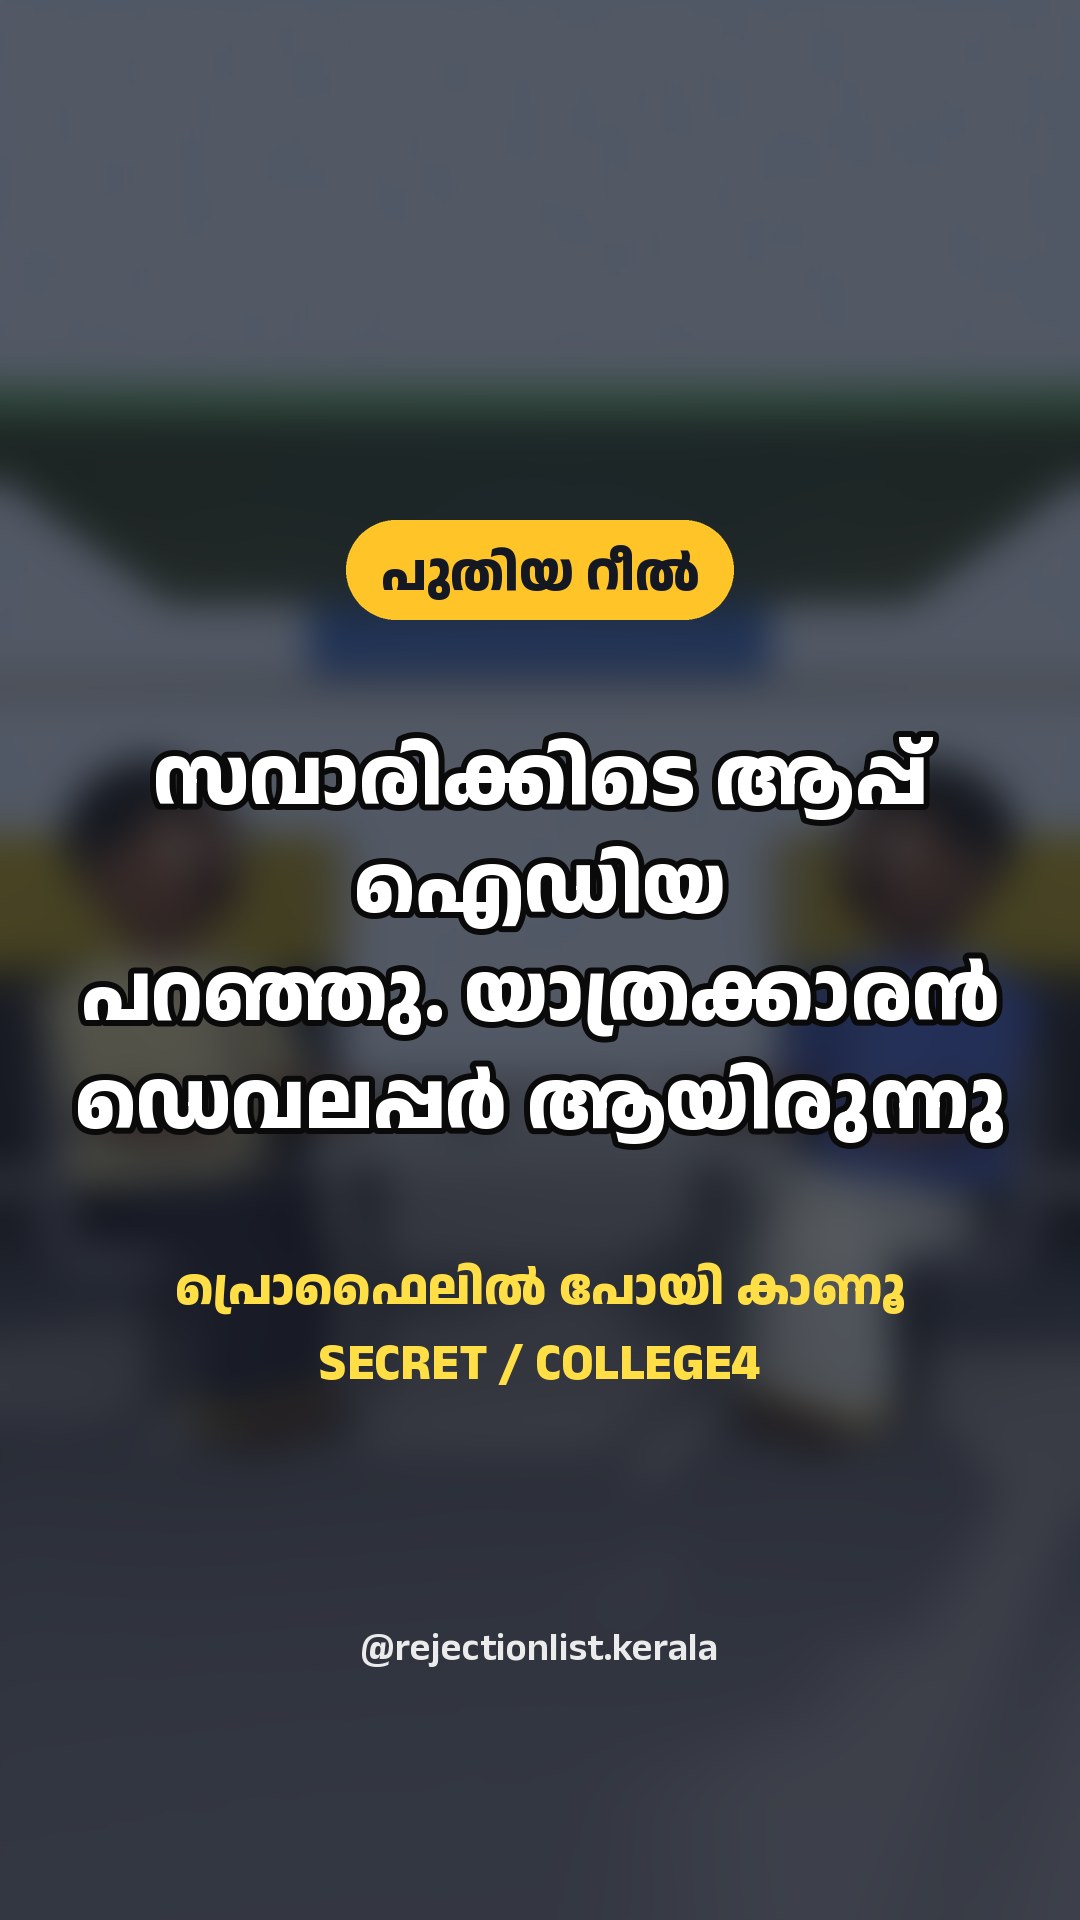 പുതിയ റീൽ
സവാരിക്കിടെ ആപ്പ്
ഐഡിയ
പറഞ്ഞു. യാത്രക്കാരൻ
ഡെവലപ്പർ ആയിരുന്നു
പ്രൊഫൈലിൽ പോയി കാണൂ
SECRET / COLLEGE4
@rejectionlist.kerala